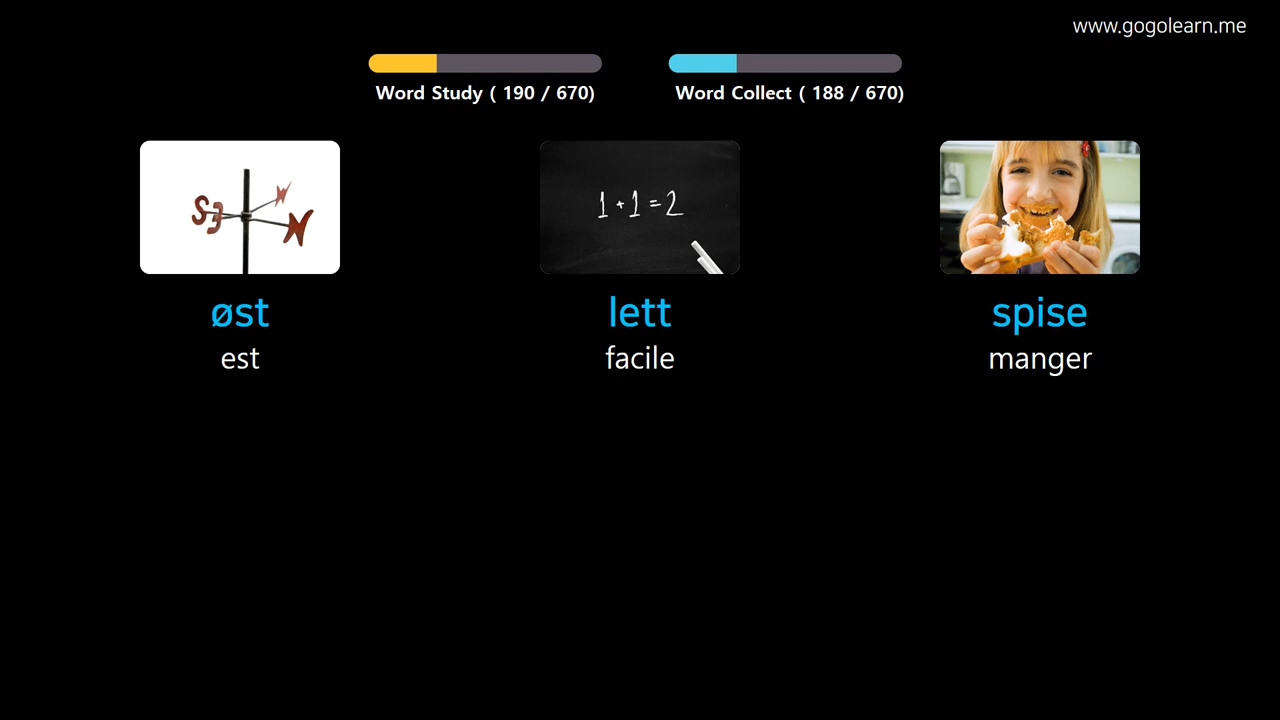 www.gogolearn.me
Word Study ( 190 / 670)
Word Collect ( 188 / 670)
S E W N
1 + 1 = 2
øst
lett
spise
est
facile
manger